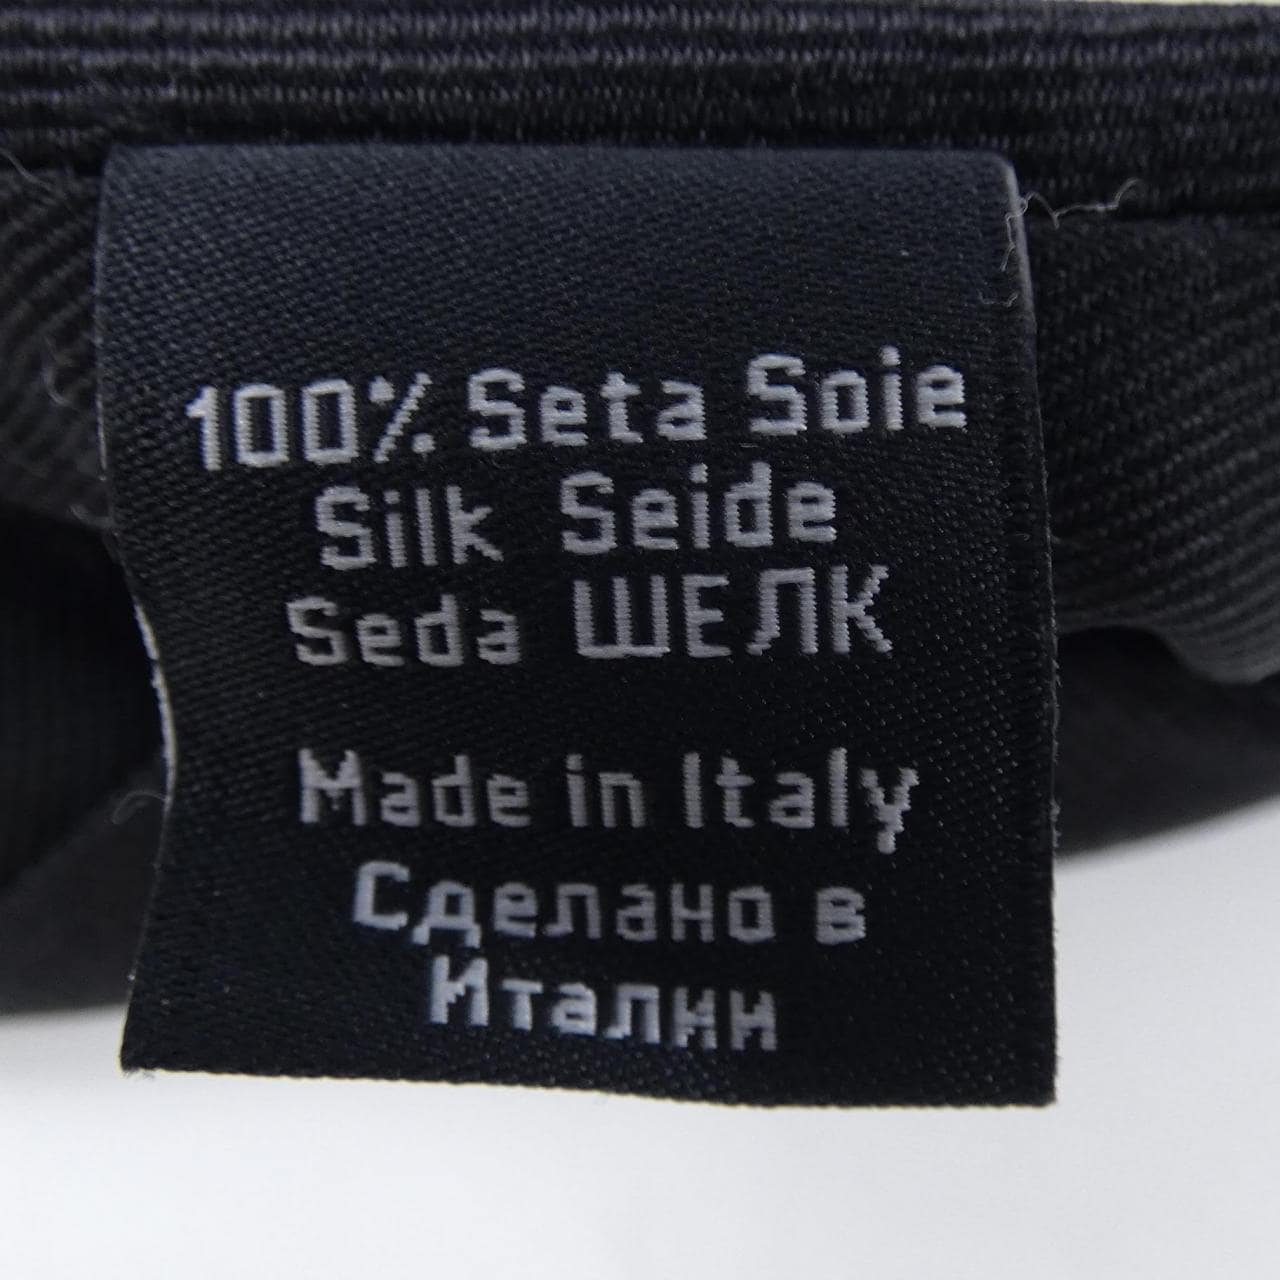 100% Seta Soie
Silk Seide
Seda ШЕЛК
Made in Italy
Сделано в
Италии